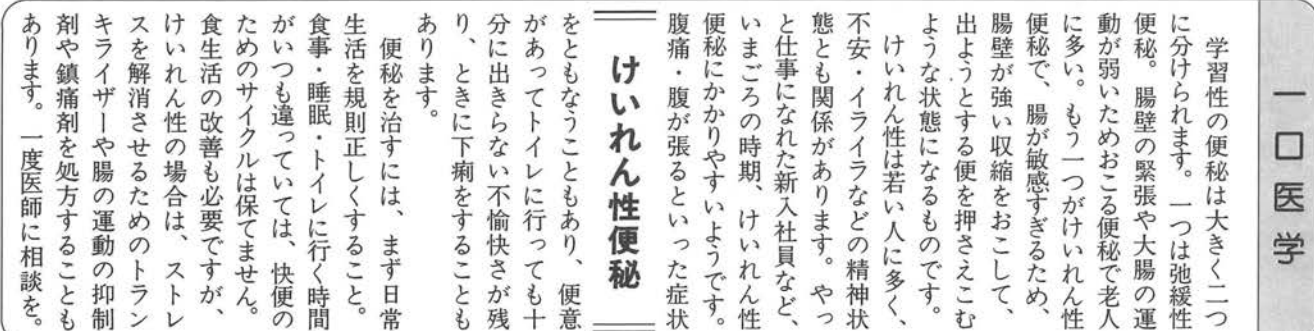 一口医学
学習性の便秘は大きく二つ
に分けられます。一つは弛緩性
便秘。腸壁の緊張や大腸の運
動が弱いためおこる便秘で老人
に多い。もう一つがけいれん性
便秘で、腸が敏感すぎるため、
腸壁が強い収縮をおこして、
出ようとする便を押さえこむ
ような状態になるものです。
けいれん性は若い人に多く、
不安・イライラなどの精神状
態とも関係があります。やっ
と仕事になれた新入社員など、
いまごろの時期、けいれん性
便秘にかかりやすいようです。
腹痛・腹が張るといった症状
けいれん性便秘
をともなうこともあり、便意
があってトイレに行っても十
分に出きらない不愉快さが残
り、ときに下痢をすることも
あります。
便秘を治すには、まず日常
生活を規則正しくすること。
食事・睡眠・トイレに行く時間
がいつも違っていては、快便の
ためのサイクルは保てません。
食生活の改善も必要ですが、
けいれん性の場合は、ストレ
スを解消させるためのトラン
キライザーや腸の運動の抑制
剤や鎮痛剤を処方することも
あります。一度医師に相談を。